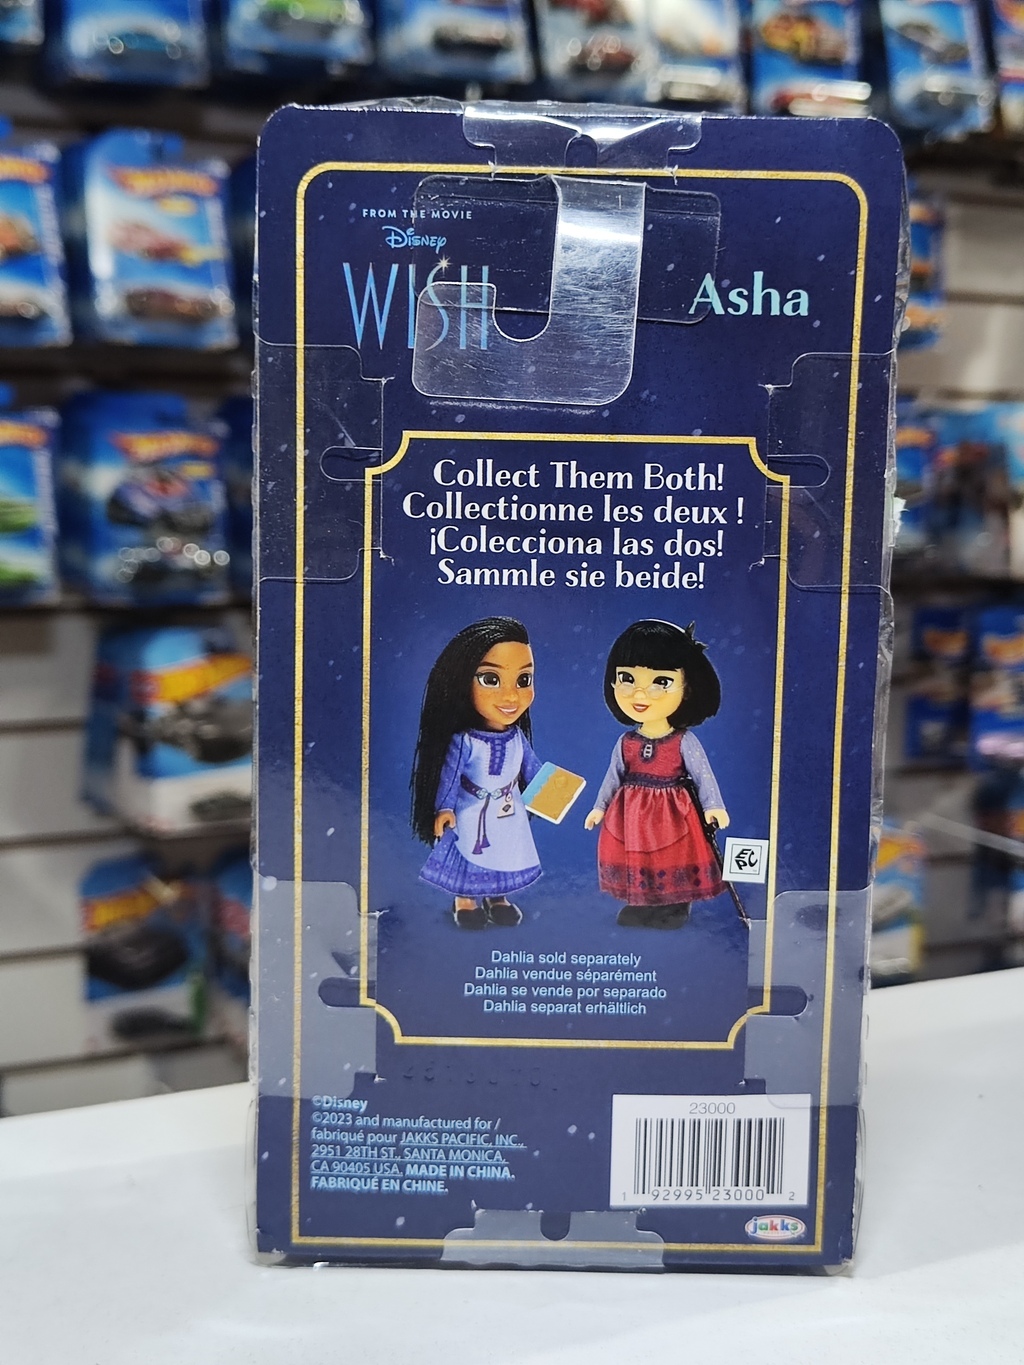 FROM THE MOVIE
Disney
WISH
Asha
Collect Them Both!
Collectionne les deux !
¡Colecciona las dos!
Sammle sie beide!
EPC
Dahlia sold separately
Dahlia vendue séparément
Dahlia se vende por separado
Dahlia separat erhältlich
©Disney
©2023 and manufactured for /
fabriqué pour JAKKS PACIFIC, INC.,
2951 28TH ST., SANTA MONICA,
CA 90405 USA. MADE IN CHINA.
FABRIQUÉ EN CHINE.
23000
1 92995 23000 2
jakks